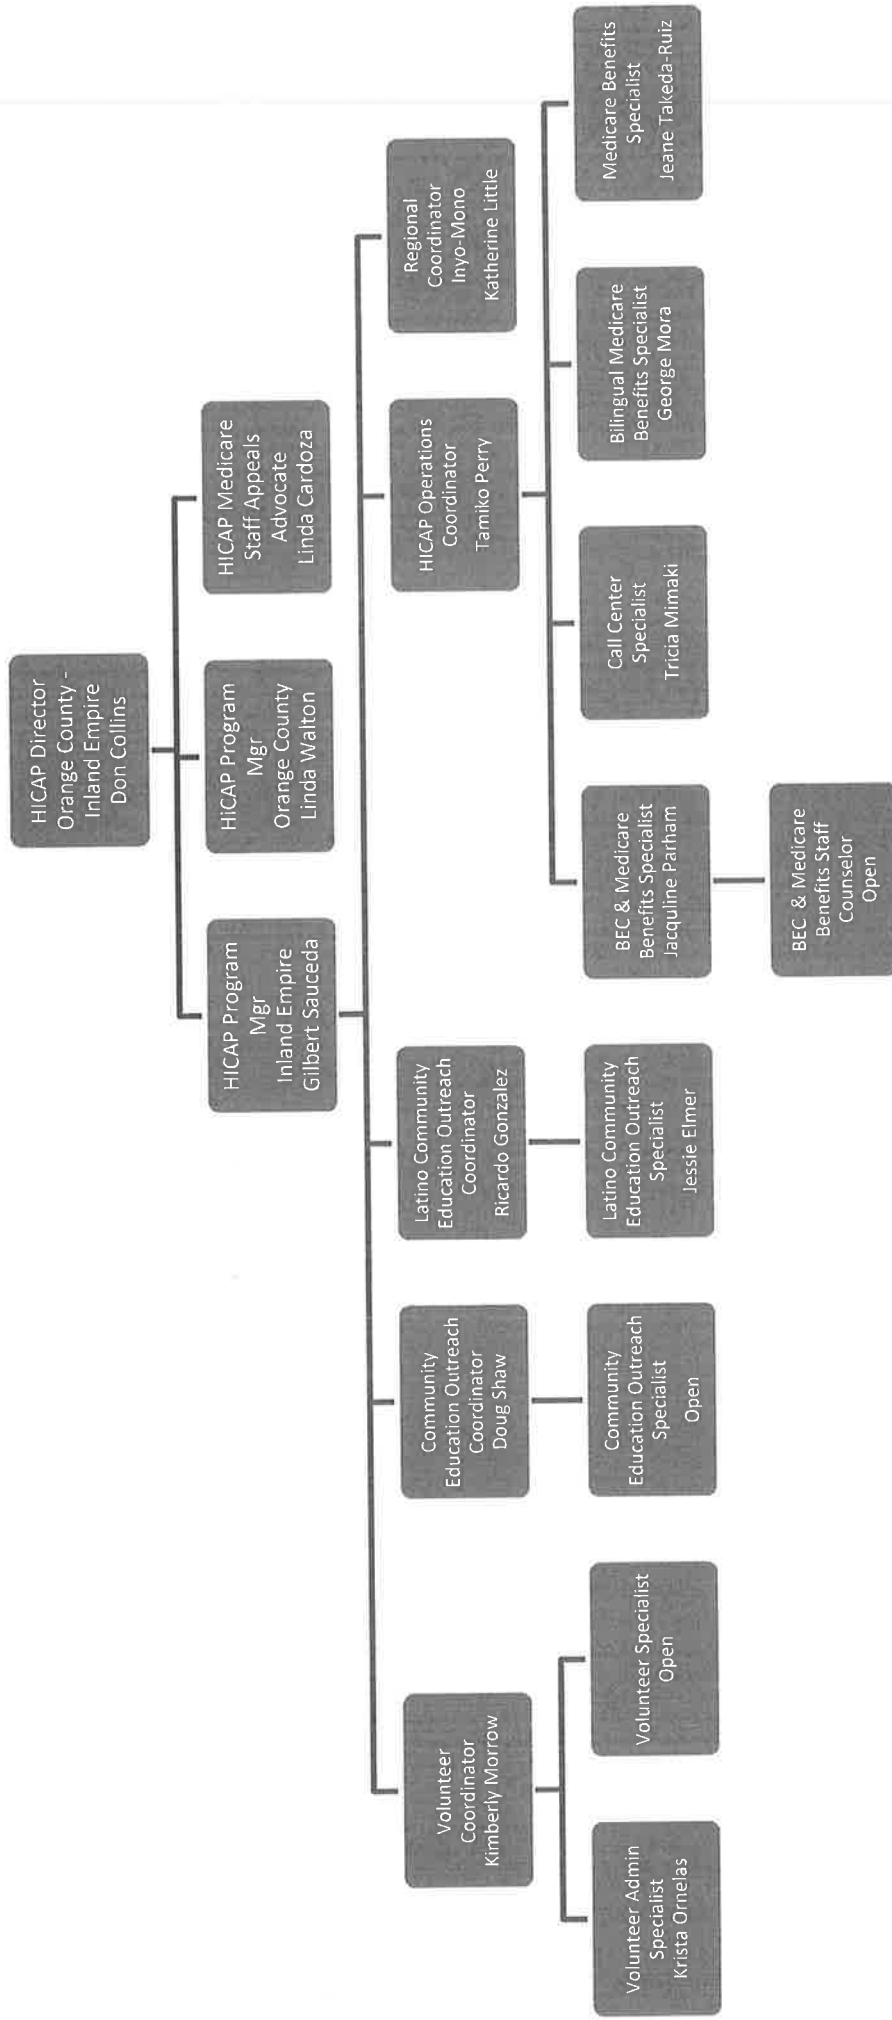 HICAP Director
Orange County -
Inland Empire
Don Collins
HICAP Program
Mgr
Inland Empire
Gilbert Sauceda
HiCAP Program
Mgr
Orange County
Linda Walton
HICAP Medicare
Staff Appeals
Advocate
Linda Cardoza
Volunteer
Coordinator
Kimberly Morrow
Community
Education Outreach
Coordinator
Doug Shaw
Latino Community
Education Outreach
Coordinator
Ricardo Gonzalez
HICAP Operations
Coordinator
Tamiko Perry
Regional
Coordinator
Inyo-Mono
Katherine Little
Volunteer Admin
Specialist
Krista Ornelas
Volunteer Specialist
Open
Community
Education Outreach
Specialist
Open
Latino Community
Education Outreach
Specialist
Jessie Elmer
BEC & Medicare
Benefits Specialist
Jacquline Parham
Call Center
Specialist
Tricia Mimaki
Bilingual Medicare
Benefits Specialist
George Mora
Medicare Benefits
Specialist
Jeane Takeda-Ruiz
BEC & Medicare
Benefits Staff
Counselor
Open